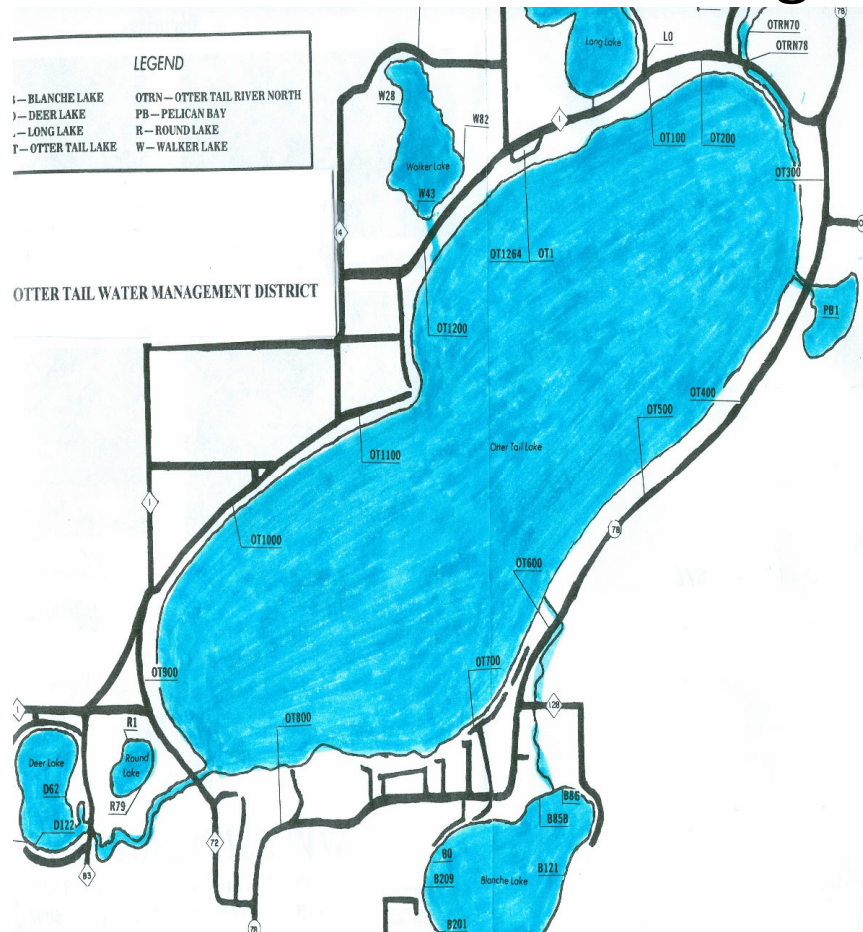 78
OTRN70
LO
OTRN78
Long Lake
LEGEND
— BLANCHE LAKE
— DEER LAKE
— LONG LAKE
— OTTER TAIL LAKE
OTRN — OTTER TAIL RIVER NORTH
PB — PELICAN BAY
R — ROUND LAKE
W — WALKER LAKE
W28
W82
1
OT100
OT200
Walker Lake
W43
OT300
14
OT1264
OT1
OTTER TAIL WATER MANAGEMENT DISTRICT
PB1
OT1200
OT400
OT500
OT1100
Otter Tail Lake
1
78
OT1000
OT600
OT700
OT900
1
128
R1
OT800
Deer Lake
Round Lake
D62
R79
B86
D122
B85B
72
B0
B3
B209
Blanche Lake
B121
B201
78